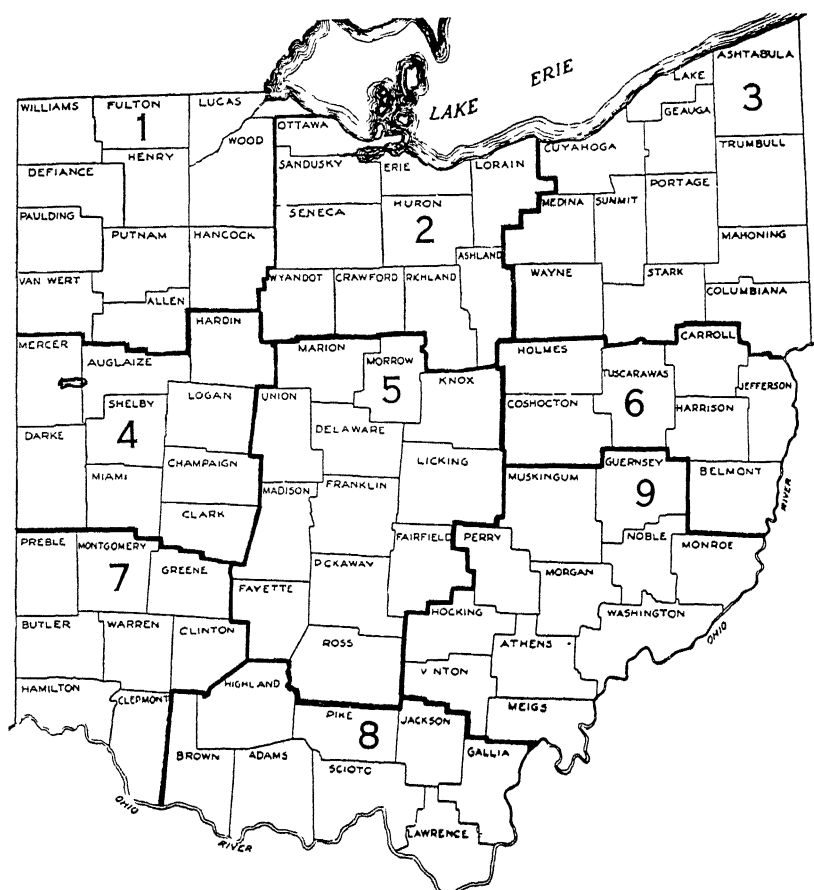 ASHTABULA
LAKE
ERIE
LAKE ERIE
3
GEAUGA
WILLIAMS
FULTON
1
LUCAS
OTTAWA
WOOD
HENRY
SANDUSKY
ERIE
LORAIN
CUYAHOGA
TRUMBULL
DEFIANCE
PORTAGE
HURON
2
MEDINA
SUMMIT
SENECA
PAULDING
PUTNAM
HANCOCK
MAHONING
ASHLAND
VAN WERT
ALLEN
WYANDOT
CRAWFORD
RICHLAND
WAYNE
STARK
COLUMBIANA
HARDIN
MERCER
AUGLAIZE
MARION
MORROW
5
KNOX
HOLMES
CARROLL
TUSCARAWAS
6
JEFFERSON
LOGAN
UNION
SHELBY
4
COSHOCTON
HARRISON
DARKE
DELAWARE
CHAMPAIGN
LICKING
MUSKINGUM
GUERNSEY
9
BELMONT
MIAMI
MADISON
FRANKLIN
RIVER
CLARK
PREBLE
MONTGOMERY
7
GREENE
FAIRFIELD
PERRY
NOBLE
MONROE
PICKAWAY
MORGAN
FAYETTE
HOCKING
WASHINGTON
BUTLER
WARREN
CLINTON
ROSS
ATHENS
OHIO
VINTON
HAMILTON
CLERMONT
HIGHLAND
PIKE
8
JACKSON
MEIGS
BROWN
ADAMS
SCIOTO
GALLIA
OHIO
RIVER
LAWRENCE